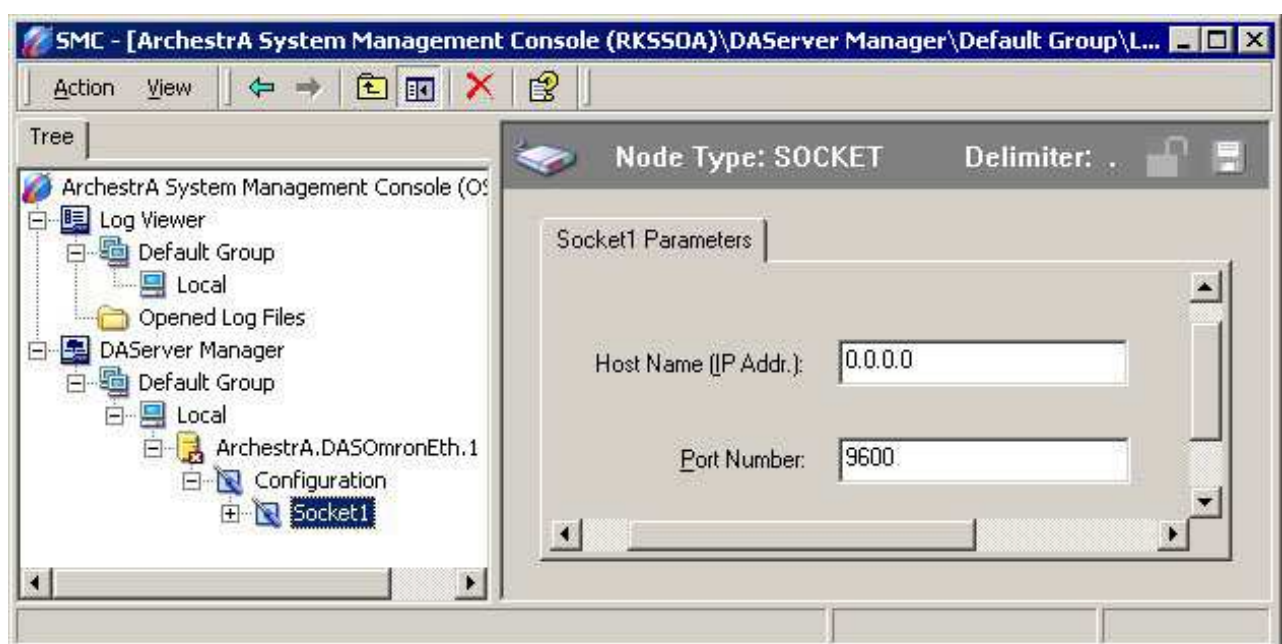 SMC - [ArchestrA System Management Console (RKSSOA)\DAServer Manager\Default Group\L...
Action View
Tree
Node Type: SOCKET Delimiter: .
ArchestrA System Management Console (OS
Log Viewer
Default Group
Local
Opened Log Files
DAServer Manager
Default Group
Local
ArchestrA.DASOmronEth.1
Configuration
Socket1
Socket1 Parameters
Host Name (IP Addr.): 0.0.0.0
Port Number: 9600